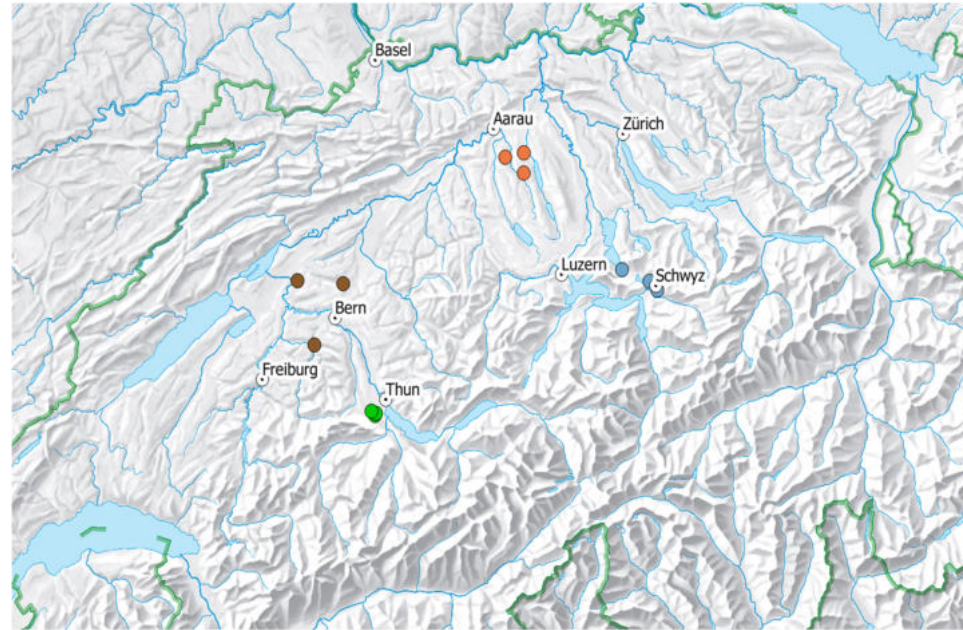 Basel
Aarau
Zürich
Luzern
Schwyz
Bern
Freiburg
Thun